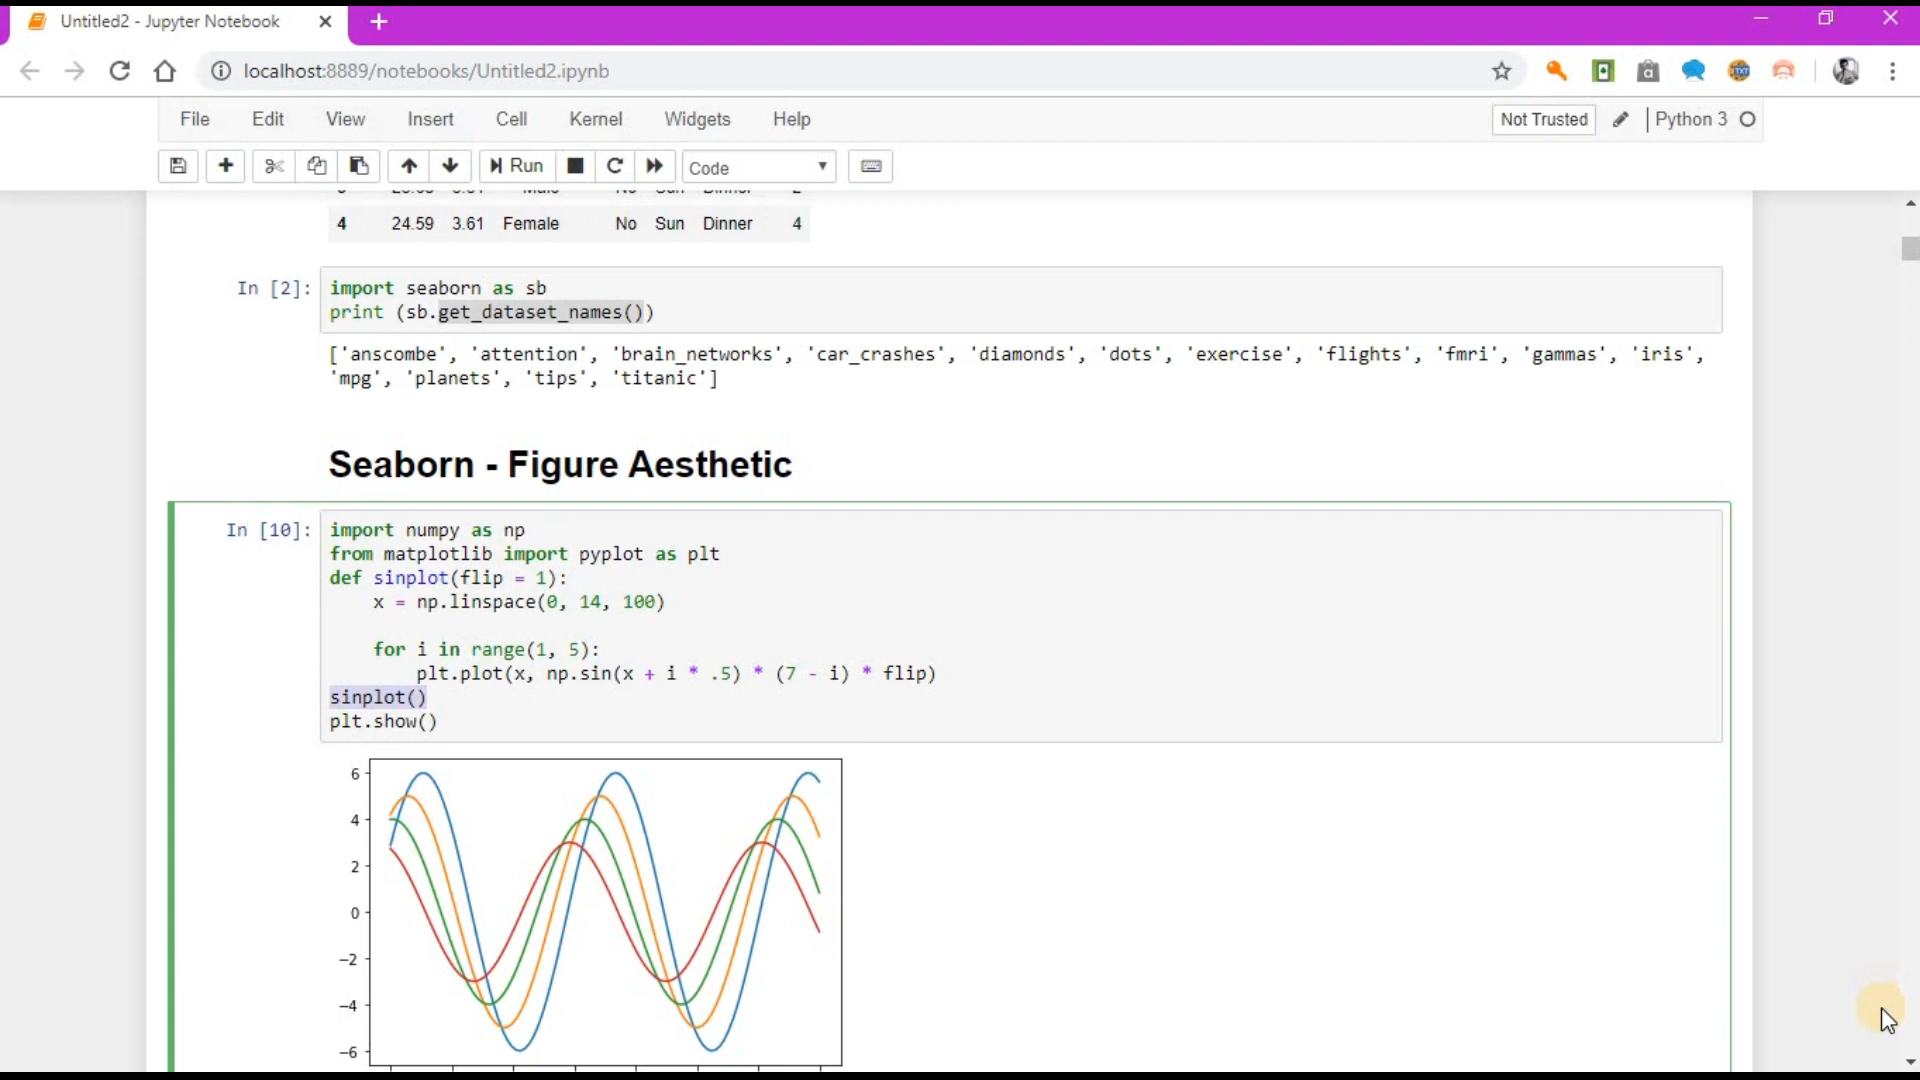 Untitled2 - Jupyter Notebook
localhost:8889/notebooks/Untitled2.ipynb
File Edit View Insert Cell Kernel Widgets Help
Not Trusted
Python 3
Run
Code
4 24.59 3.61 Female No Sun Dinner 4
In [2]: import seaborn as sb
print (sb.get_dataset_names())
['anscombe', 'attention', 'brain_networks', 'car_crashes', 'diamonds', 'dots', 'exercise', 'flights', 'fmri', 'gammas', 'iris',
'mpg', 'planets', 'tips', 'titanic']
Seaborn - Figure Aesthetic
In [10]: import numpy as np
from matplotlib import pyplot as plt
def sinplot(flip = 1):
    x = np.linspace(0, 14, 100)
    for i in range(1, 5):
        plt.plot(x, np.sin(x + i * .5) * (7 - i) * flip)
sinplot()
plt.show()
6
4
2
0
−2
−4
−6